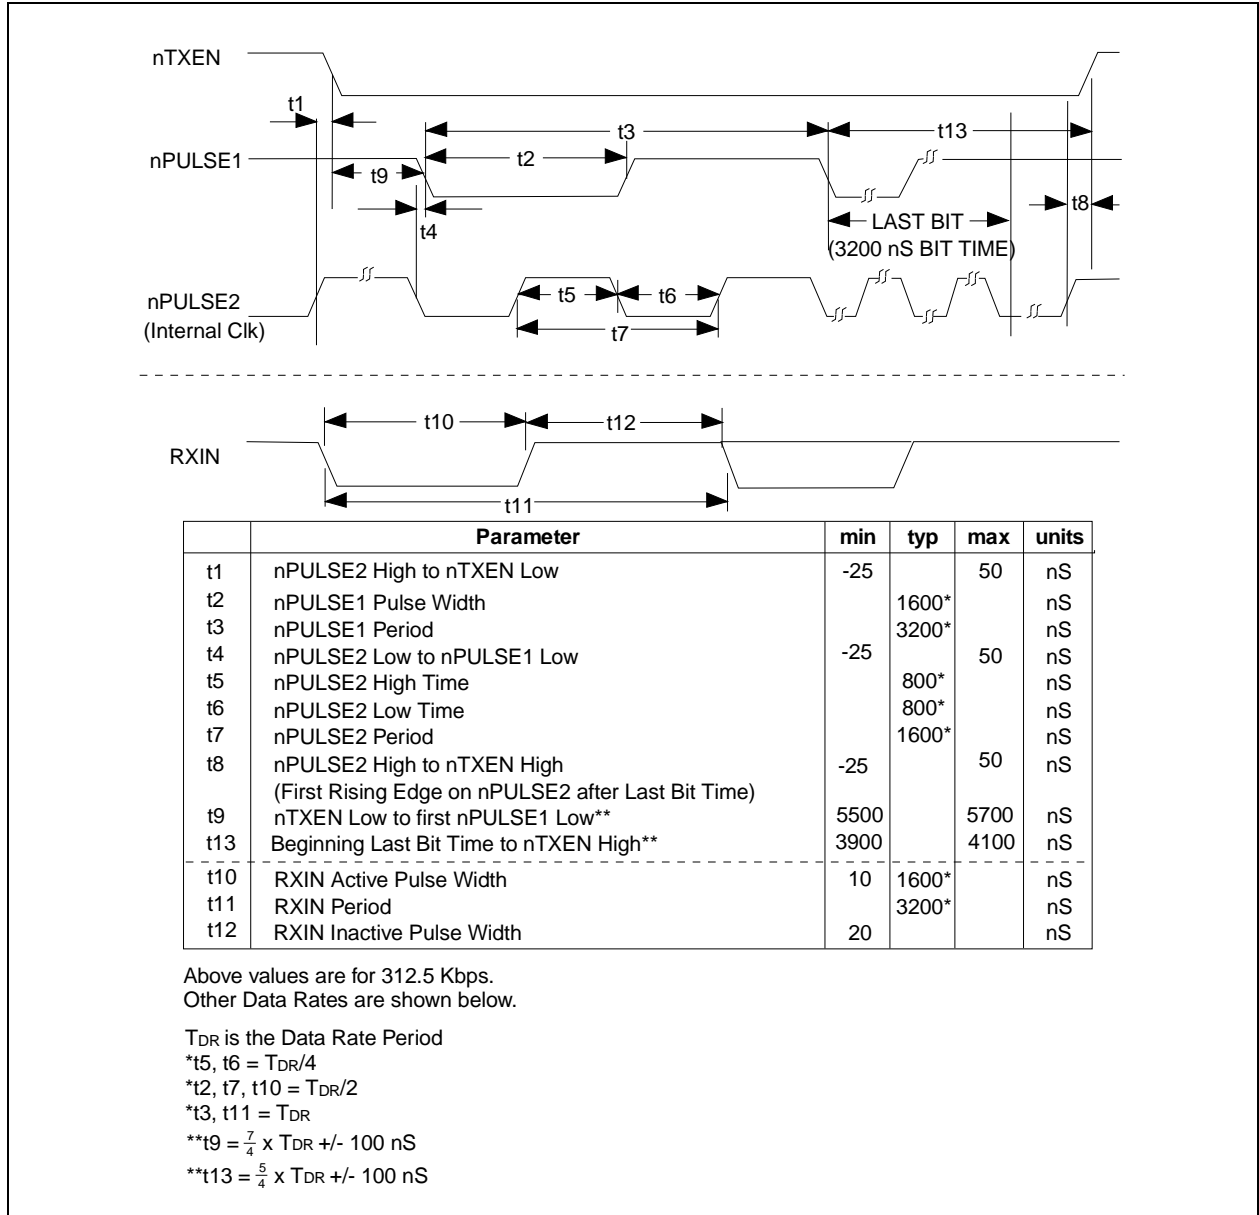 nTXEN
t1
t3
t13
nPULSE1
t2
t9
t8
t4
LAST BIT
(3200 nS BIT TIME)
nPULSE2
(Internal Clk)
t5
t6
t7
t10
t12
RXIN
t11
Parameter min typ max units
t1 nPULSE2 High to nTXEN Low -25 50 nS
t2 nPULSE1 Pulse Width 1600* nS
t3 nPULSE1 Period 3200* nS
t4 nPULSE2 Low to nPULSE1 Low -25 50 nS
t5 nPULSE2 High Time 800* nS
t6 nPULSE2 Low Time 800* nS
t7 nPULSE2 Period 1600* nS
t8 nPULSE2 High to nTXEN High -25 50 nS
(First Rising Edge on nPULSE2 after Last Bit Time)
t9 nTXEN Low to first nPULSE1 Low** 5500 5700 nS
t13 Beginning Last Bit Time to nTXEN High** 3900 4100 nS
t10 RXIN Active Pulse Width 10 1600* nS
t11 RXIN Period 3200* nS
t12 RXIN Inactive Pulse Width 20 nS
Above values are for 312.5 Kbps.
Other Data Rates are shown below.
TDR is the Data Rate Period
*t5, t6 = TDR/4
*t2, t7, t10 = TDR/2
*t3, t11 = TDR
**t9 = 7/4 x TDR +/- 100 nS
**t13 = 5/4 x TDR +/- 100 nS